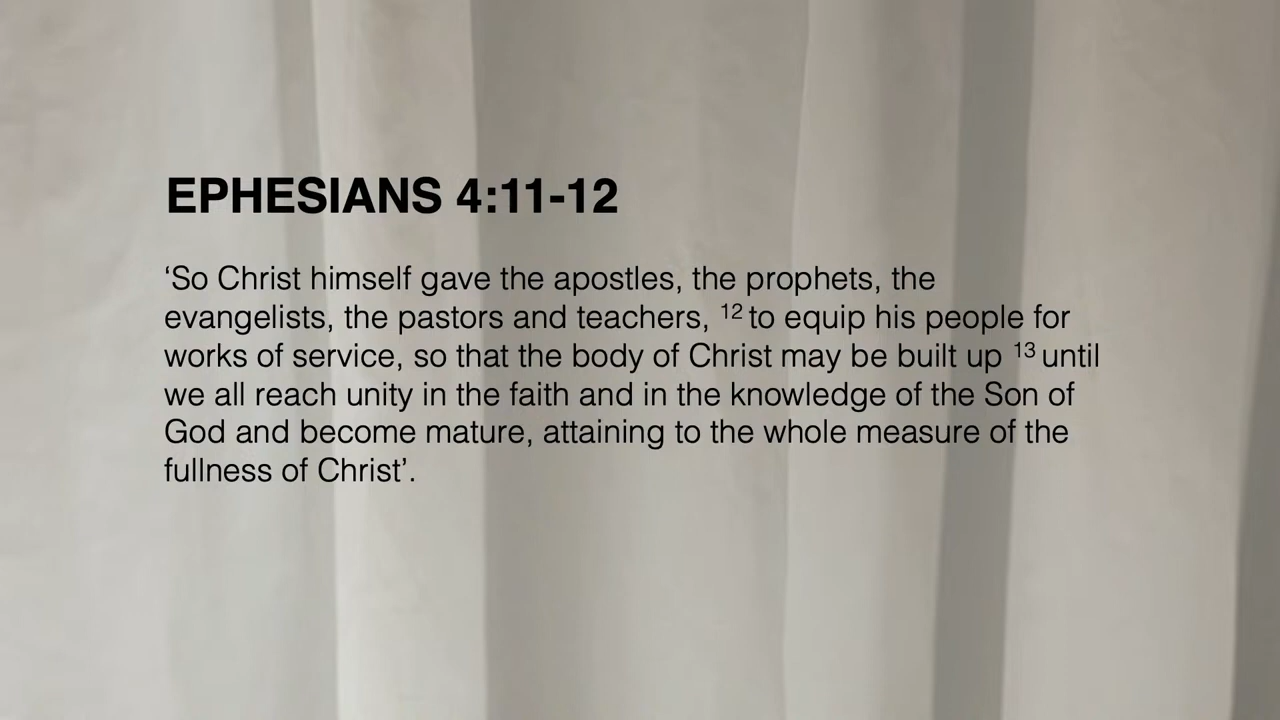 EPHESIANS 4:11-12
‘So Christ himself gave the apostles, the prophets, the
evangelists, the pastors and teachers, ¹² to equip his people for
works of service, so that the body of Christ may be built up ¹³ until
we all reach unity in the faith and in the knowledge of the Son of
God and become mature, attaining to the whole measure of the
fullness of Christ’.